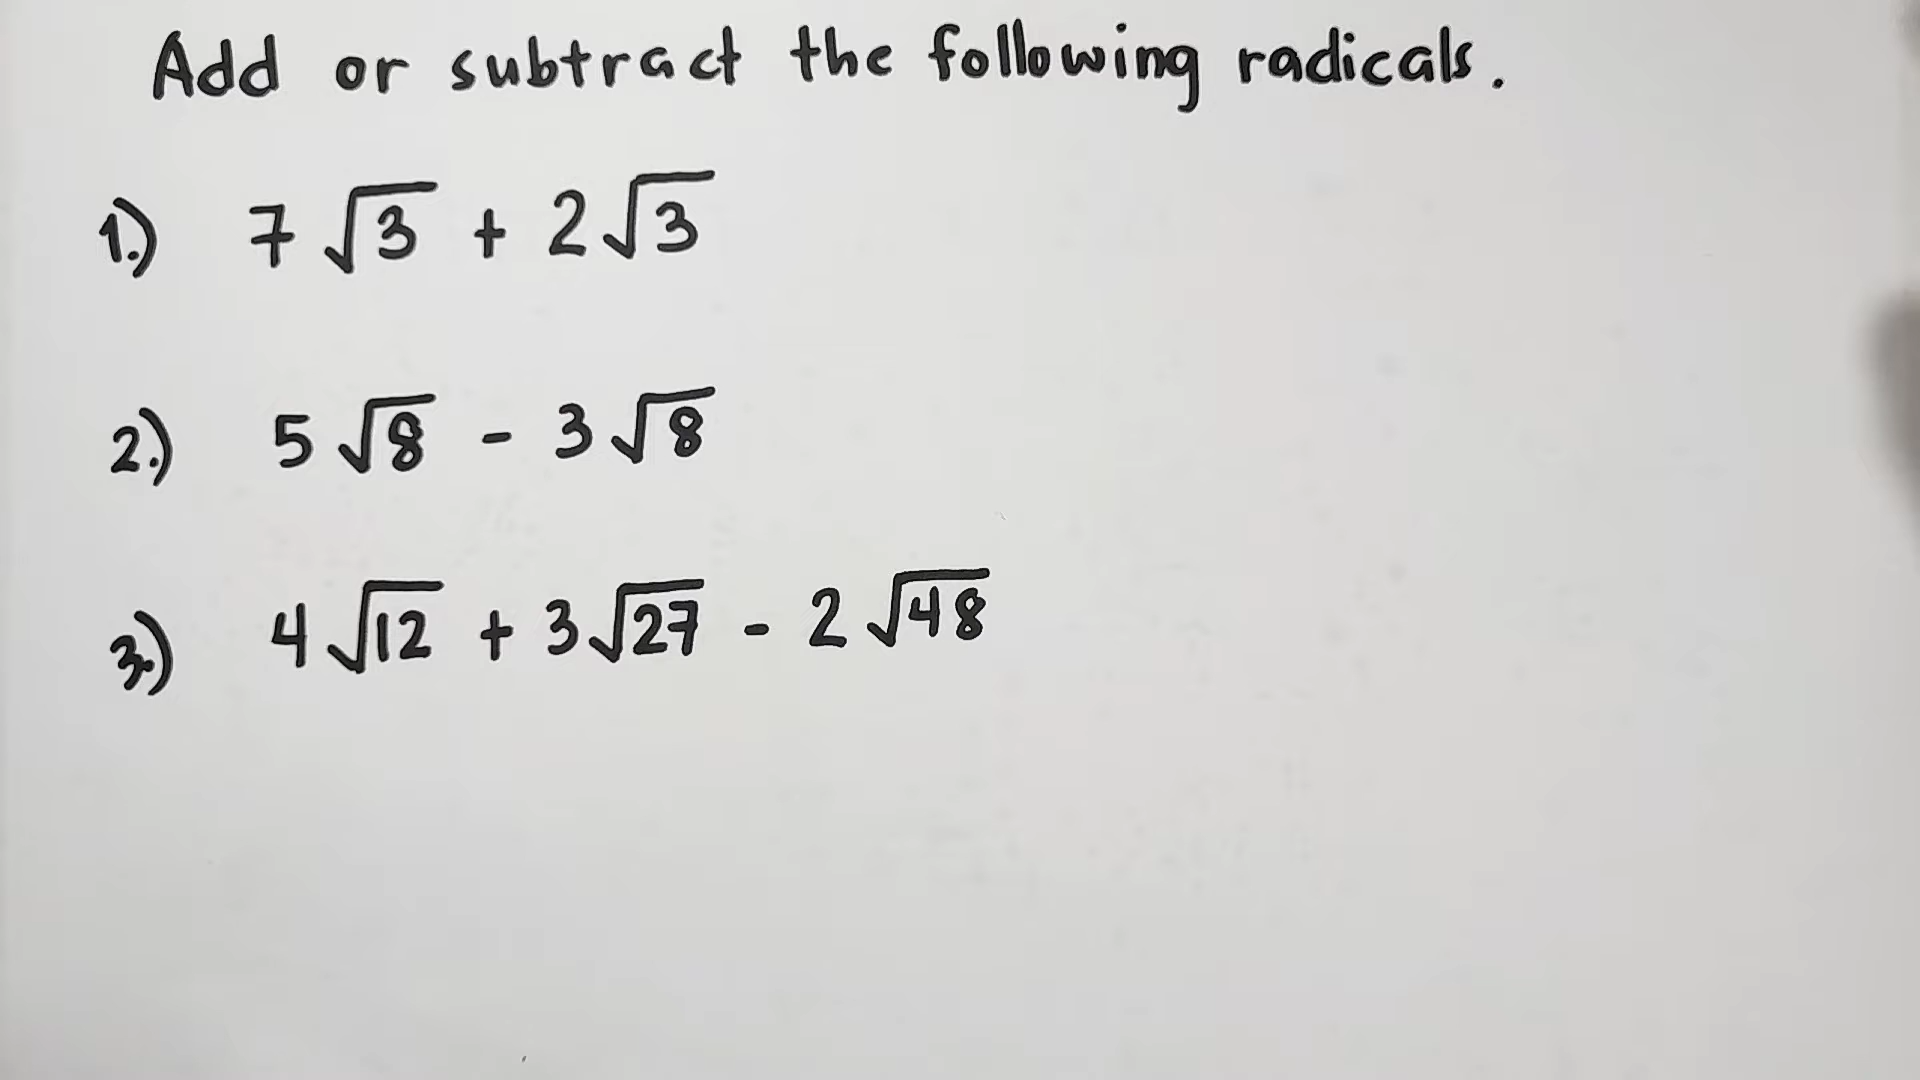 Add or subtract the following radicals.
1.) 7√3 + 2√3
2.) 5√8 - 3√8
3.) 4√12 + 3√27 - 2√48